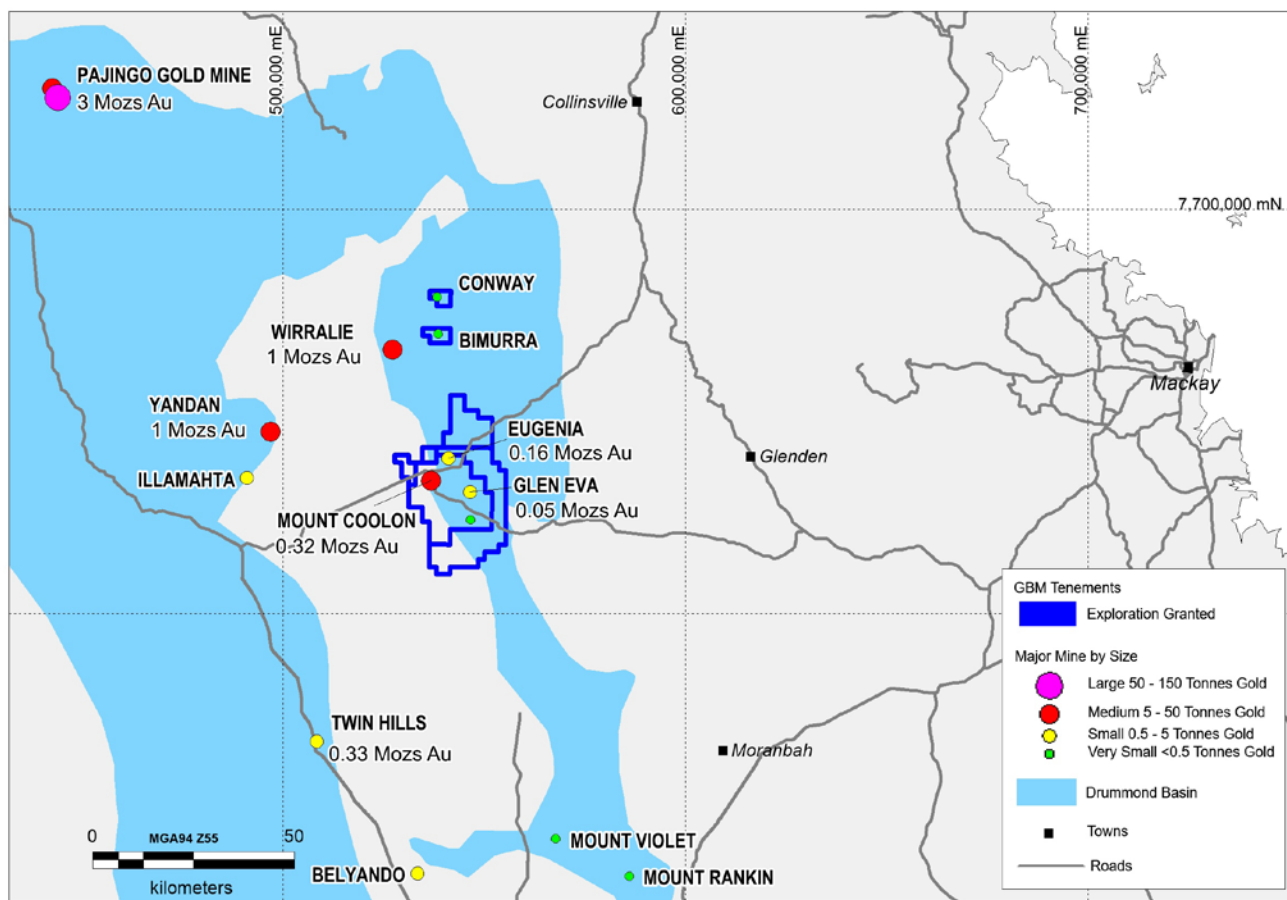 500,000 mE
600,000 mE
700,000 mE
PAJINGO GOLD MINE
3 Mozs Au
Collinsville
7,700,000 mN
CONWAY
WIRRALIE
1 Mozs Au
BIMURRA
Mackay
YANDAN
1 Mozs Au
EUGENIA
0.16 Mozs Au
Glenden
ILLAMAHTA
GLEN EVA
0.05 Mozs Au
MOUNT COOLON
0.32 Mozs Au
GBM Tenements
Exploration Granted
Major Mine by Size
Large 50 - 150 Tonnes Gold
Medium 5 - 50 Tonnes Gold
Small 0.5 - 5 Tonnes Gold
Very Small <0.5 Tonnes Gold
Drummond Basin
Towns
Roads
TWIN HILLS
0.33 Mozs Au
Moranbah
0 MGA94 Z55 50
kilometers
MOUNT VIOLET
BELYANDO
MOUNT RANKIN